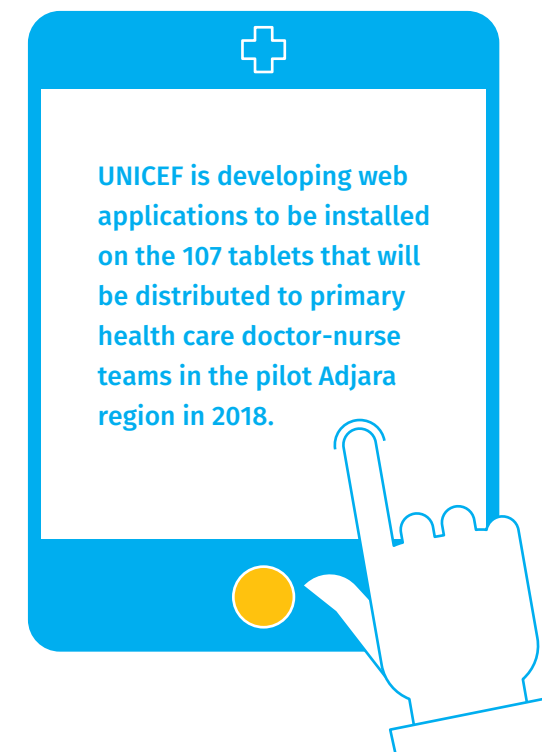 UNICEF is developing web
applications to be installed
on the 107 tablets that will
be distributed to primary
health care doctor-nurse
teams in the pilot Adjara
region in 2018.